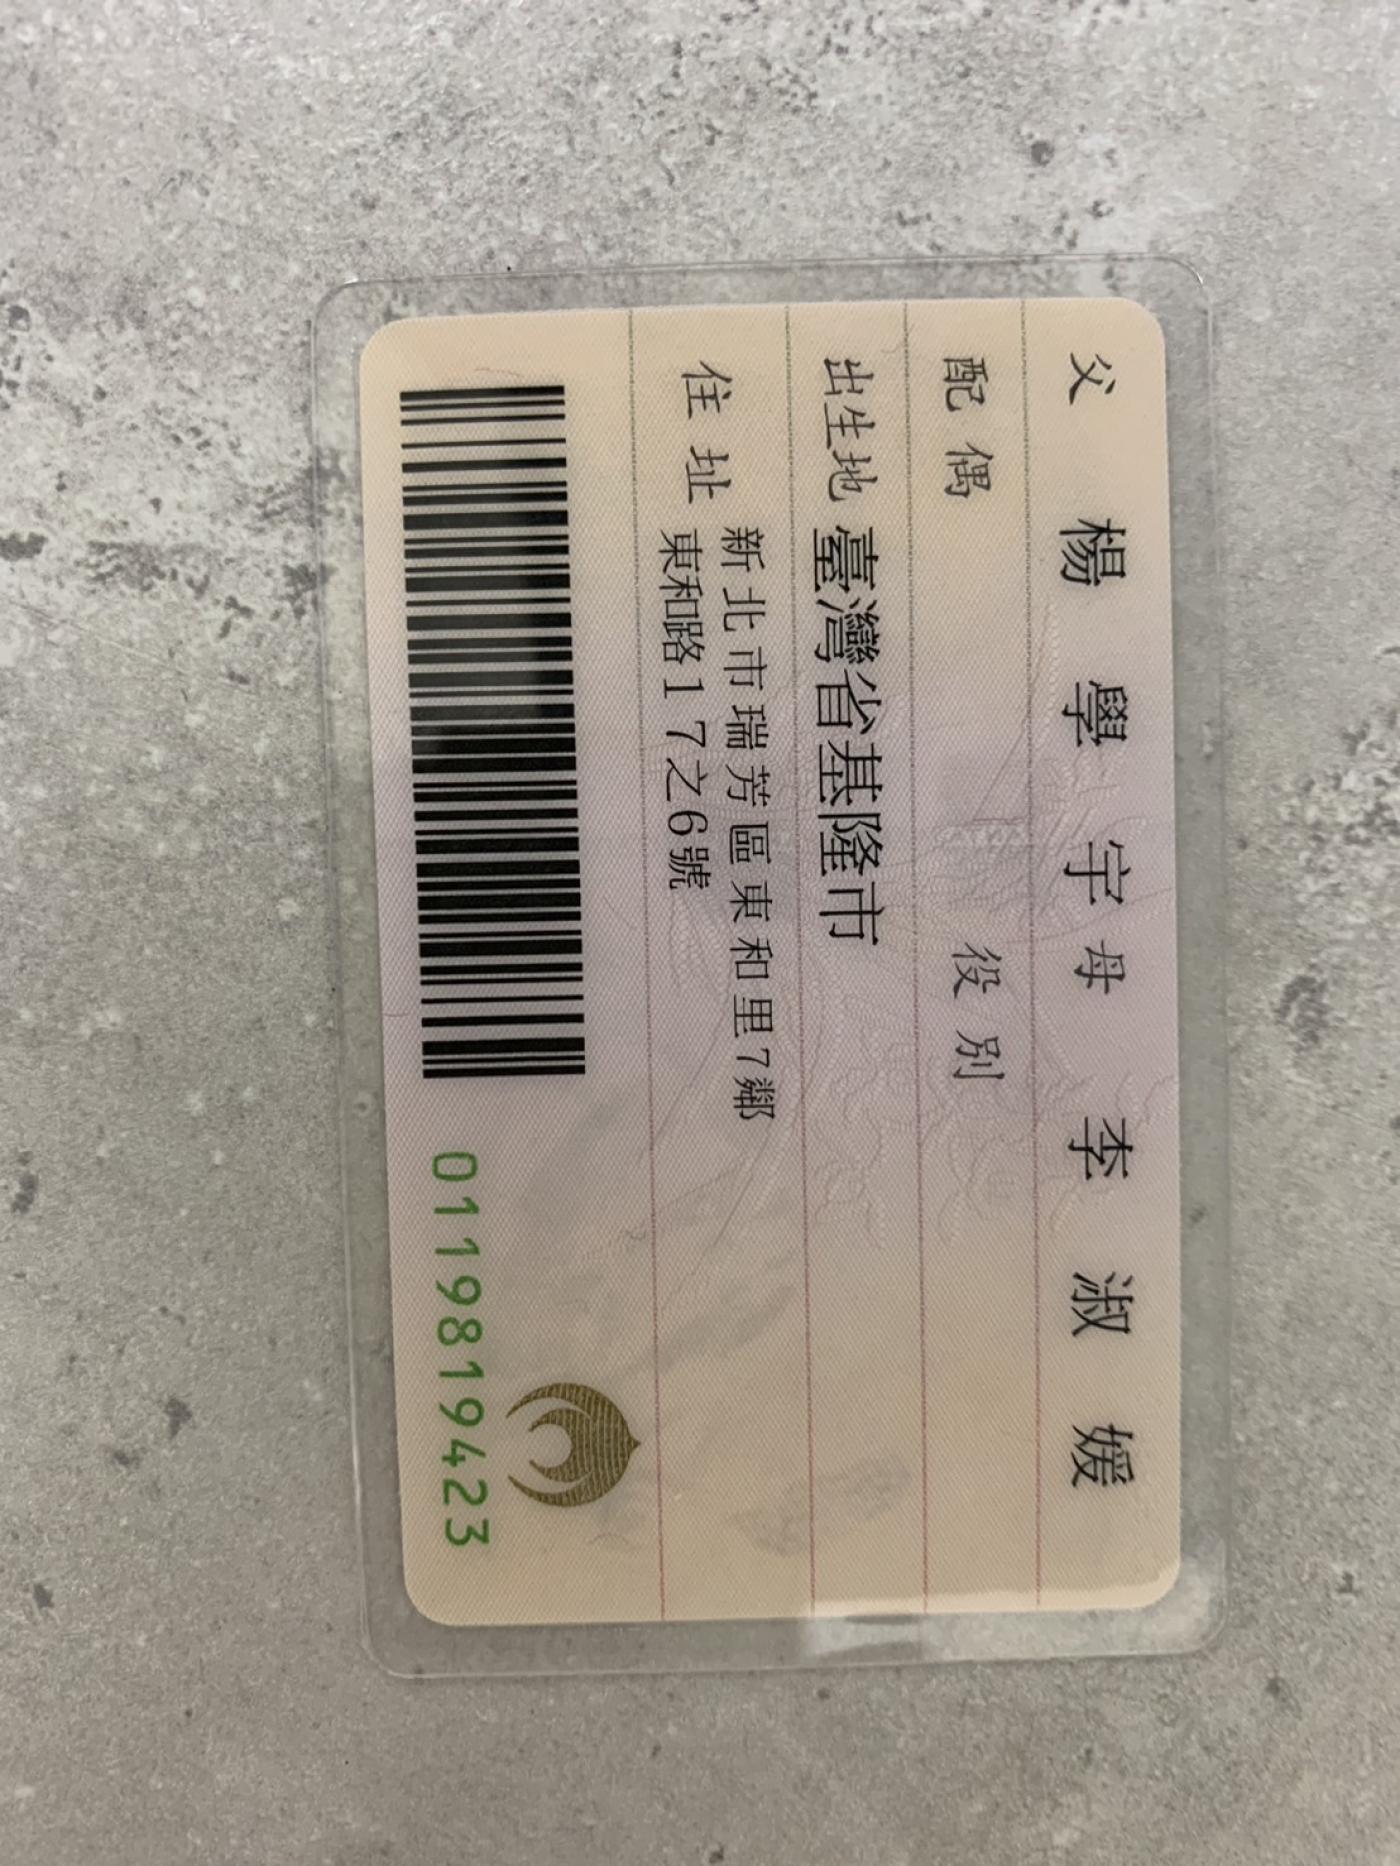 父 楊學宇 母 李淑媛
配偶 役別
出生地 臺灣省基隆市
住址 新北市瑞芳區東和里7鄰
東和路17之6號
0119819423